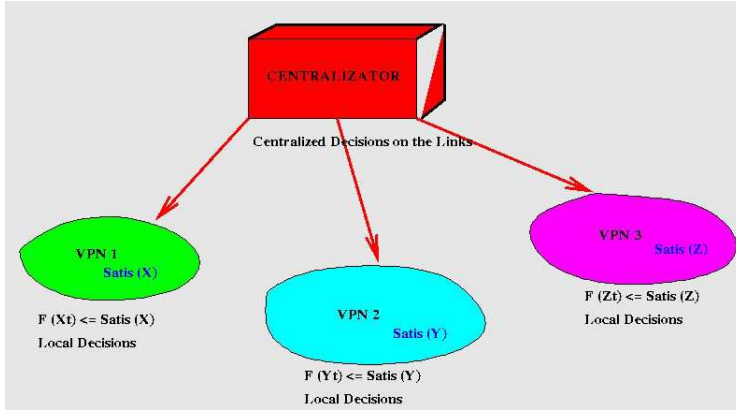 CENTRALIZATOR
Centralized Decisions on the Links
VPN 1
Satis (X)
F (Xt) <= Satis (X)
Local Decisions
VPN 2
Satis (Y)
F (Yt) <= Satis (Y)
Local Decisions
VPN 3
Satis (Z)
F (Zt) <= Satis (Z)
Local Decisions